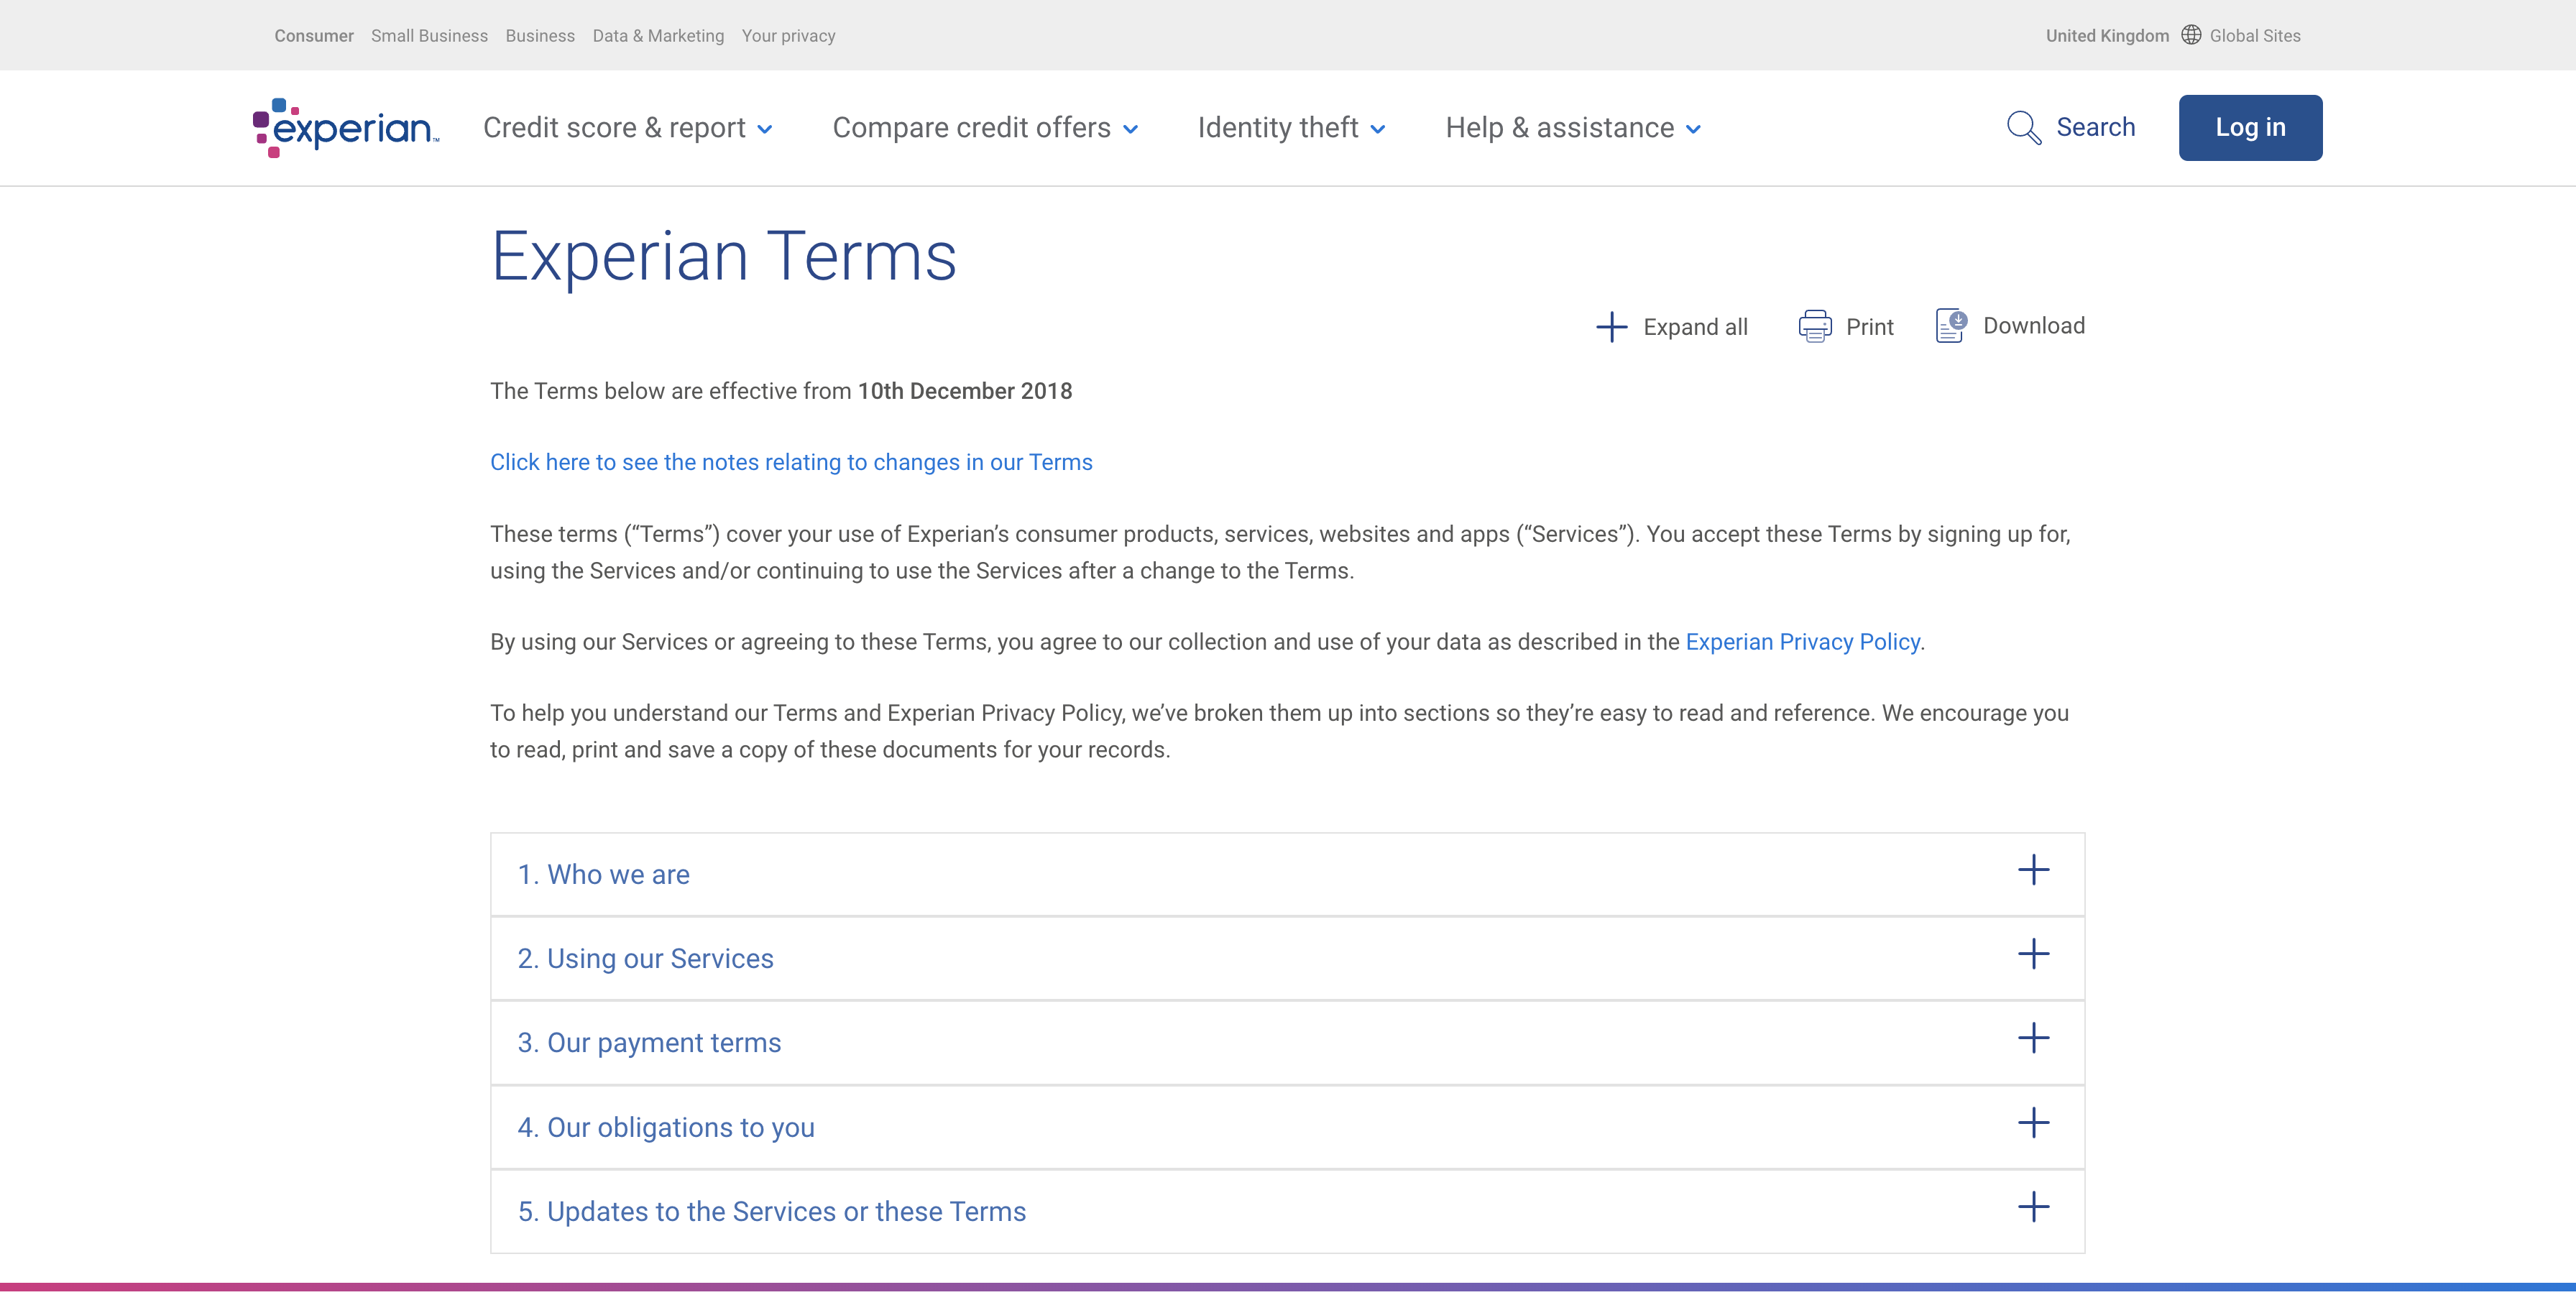 Consumer Small Business Business Data & Marketing Your privacy United Kingdom Global Sites
experian™ Credit score & report Compare credit offers Identity theft Help & assistance Search Log in
Experian Terms
Expand all Print Download
The Terms below are effective from 10th December 2018
Click here to see the notes relating to changes in our Terms
These terms (“Terms”) cover your use of Experian’s consumer products, services, websites and apps (“Services”). You accept these Terms by signing up for,
using the Services and/or continuing to use the Services after a change to the Terms.
By using our Services or agreeing to these Terms, you agree to our collection and use of your data as described in the Experian Privacy Policy.
To help you understand our Terms and Experian Privacy Policy, we’ve broken them up into sections so they’re easy to read and reference. We encourage you
to read, print and save a copy of these documents for your records.
1. Who we are
2. Using our Services
3. Our payment terms
4. Our obligations to you
5. Updates to the Services or these Terms